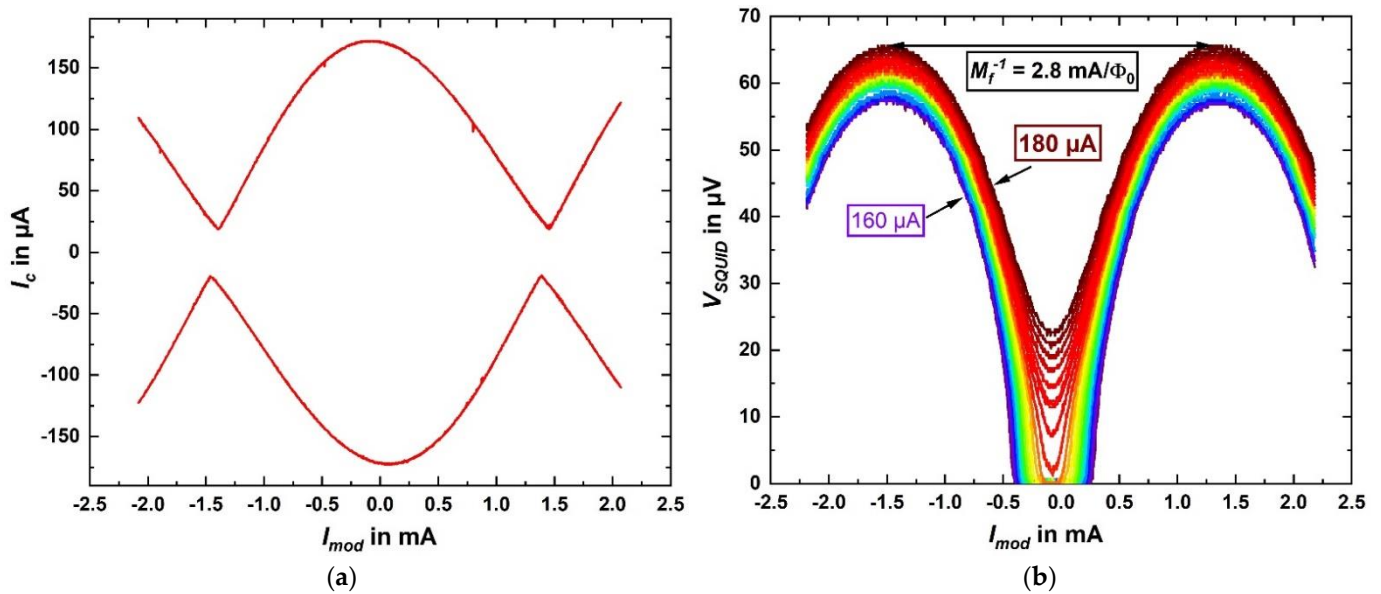 I_c in µA
150
100
50
0
-50
-100
-150
-2.5 -2.0 -1.5 -1.0 -0.5 0.0 0.5 1.0 1.5 2.0 2.5
I_mod in mA
(a)
V_SQUID in µV
70
60
50
40
30
20
10
0
M_f^-1 = 2.8 mA/Φ_0
180 µA
160 µA
-2.5 -2.0 -1.5 -1.0 -0.5 0.0 0.5 1.0 1.5 2.0 2.5
I_mod in mA
(b)